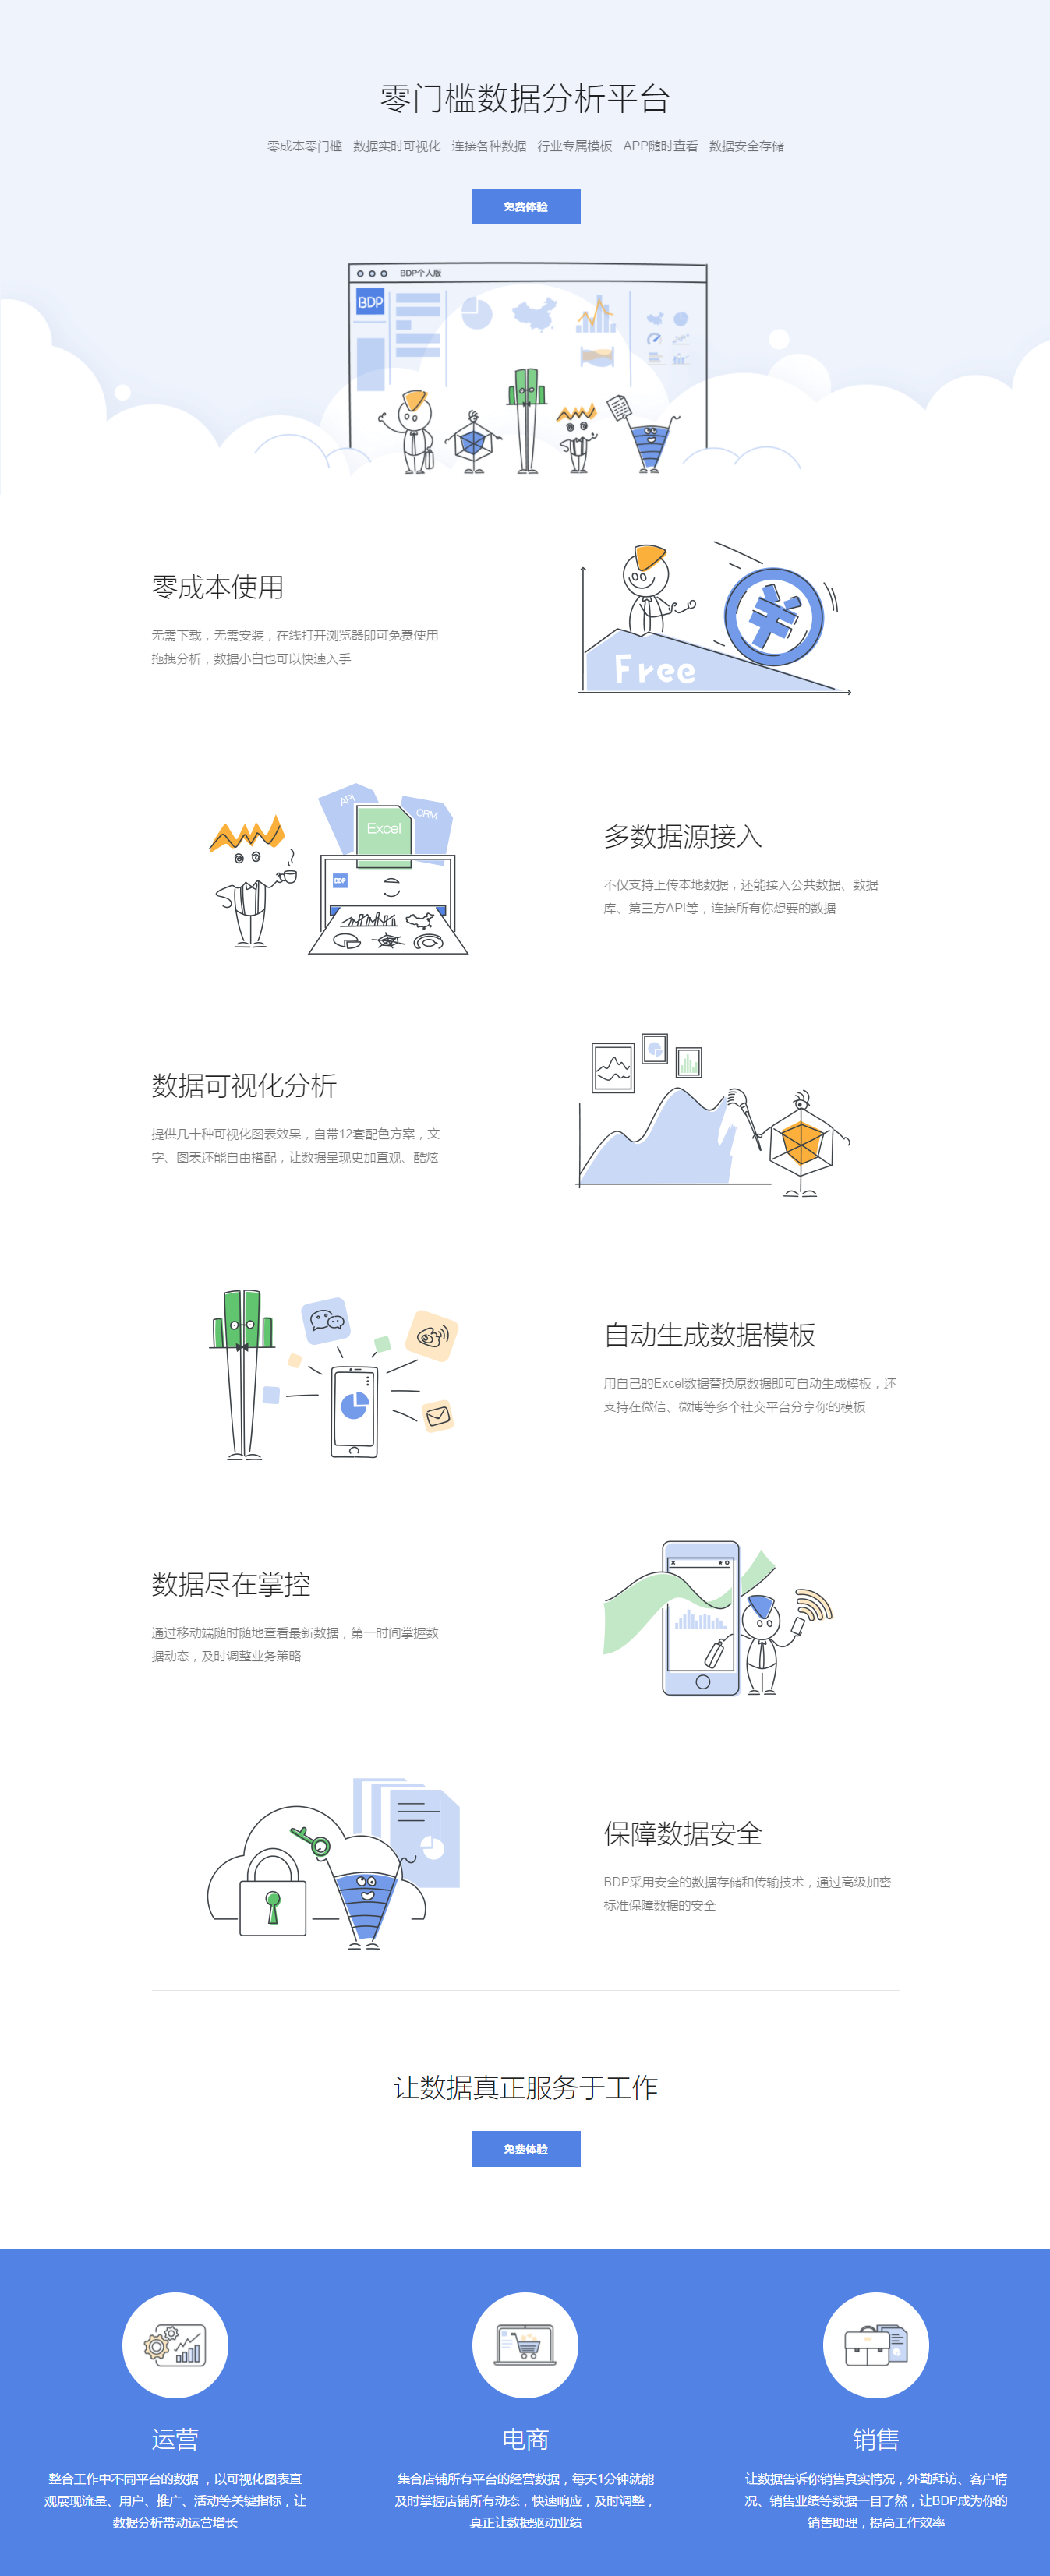 零门槛数据分析平台
零成本零门槛 · 数据实时可视化 · 连接各种数据 · 行业专属模板 · APP随时查看 · 数据安全存储
免费体验
BDP个人版
BDP
零成本使用
无需下载，无需安装，在线打开浏览器即可免费使用
拖拽分析，数据小白也可以快速入手
Free
API
CRM
Excel
BDP
多数据源接入
不仅支持上传本地数据，还能接入公共数据、数据
库、第三方API等，连接所有你想要的数据
数据可视化分析
提供几十种可视化图表效果，自带12套配色方案，文
字、图表还能自由搭配，让数据呈现更加直观、酷炫
自动生成数据模板
用自己的Excel数据替换原数据即可自动生成模板，还
支持在微信、微博等多个社交平台分享你的模板
数据尽在掌控
通过移动端随时随地查看最新数据，第一时间掌握数
据动态，及时调整业务策略
保障数据安全
BDP采用安全的数据存储和传输技术，通过高级加密
标准保障数据的安全
让数据真正服务于工作
免费体验
运营
整合工作中不同平台的数据 ，以可视化图表直
观展现流量、用户、推广、活动等关键指标，让
数据分析带动运营增长
电商
集合店铺所有平台的经营数据，每天1分钟就能
及时掌握店铺所有动态，快速响应，及时调整，
真正让数据驱动业绩
销售
让数据告诉你销售真实情况，外勤拜访、客户情
况、销售业绩等数据一目了然，让BDP成为你的
销售助理，提高工作效率